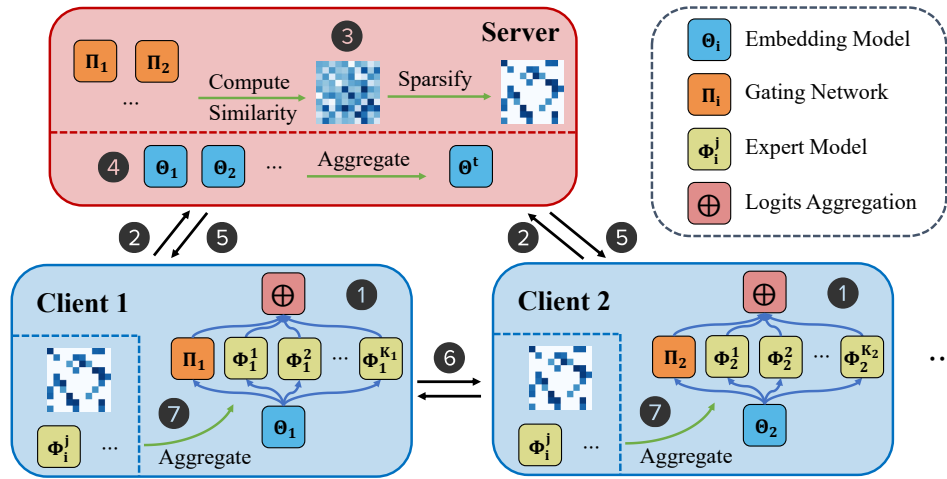 3
Server
Π₁ Π₂
...
Compute
Similarity
Sparsify
4
Θ₁ Θ₂ ... Aggregate Θᵗ
Θᵢ Embedding Model
Πᵢ Gating Network
Φᵢʲ Expert Model
⊕ Logits Aggregation
2 5
2 5
Client 1
⊕ 1
Π₁ Φ₁¹ Φ₁² ... Φ₁ᴷ¹
7
Θ₁
Φᵢʲ ...
Aggregate
6
Client 2
⊕ 1
Π₂ Φ₂¹ Φ₂² ... Φ₂ᴷ²
7
Θ₂
Φᵢʲ ...
Aggregate
..